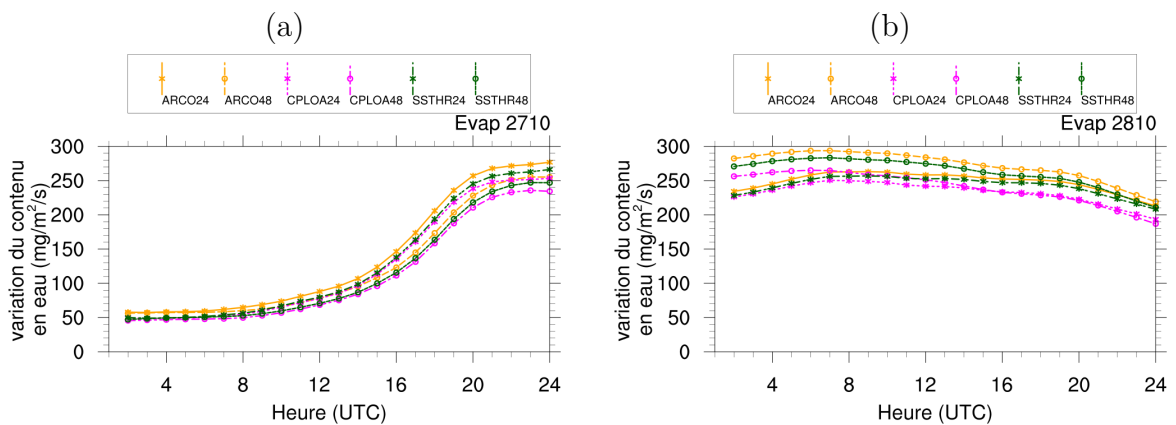 (a)
ARCO24 ARCO48 CPLOA24 CPLOA48 SSTHR24 SSTHR48
Evap 2710
variation du contenu
en eau (mg/m²/s)
300
250
200
150
100
50
0
4 8 12 16 20 24
Heure (UTC)
(b)
ARCO24 ARCO48 CPLOA24 CPLOA48 SSTHR24 SSTHR48
Evap 2810
variation du contenu
en eau (mg/m²/s)
300
250
200
150
100
50
0
4 8 12 16 20 24
Heure (UTC)